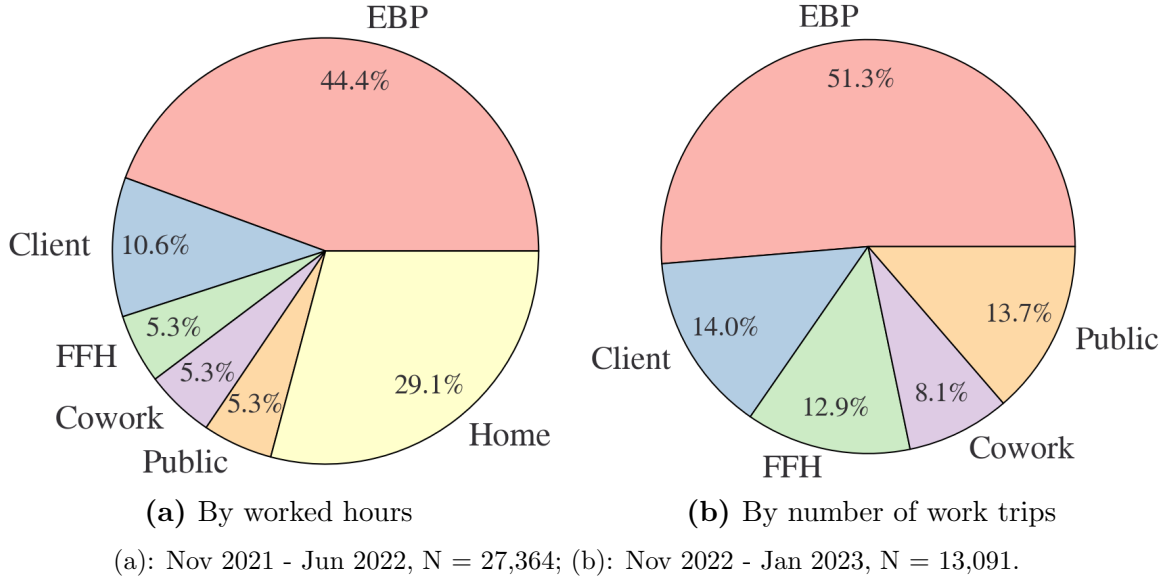 EBP
44.4%
Client
10.6%
FFH
5.3%
Cowork
5.3%
Public
5.3%
Home
29.1%
(a) By worked hours
EBP
51.3%
Client
14.0%
FFH
12.9%
Cowork
8.1%
Public
13.7%
(b) By number of work trips
(a): Nov 2021 - Jun 2022, N = 27,364; (b): Nov 2022 - Jan 2023, N = 13,091.